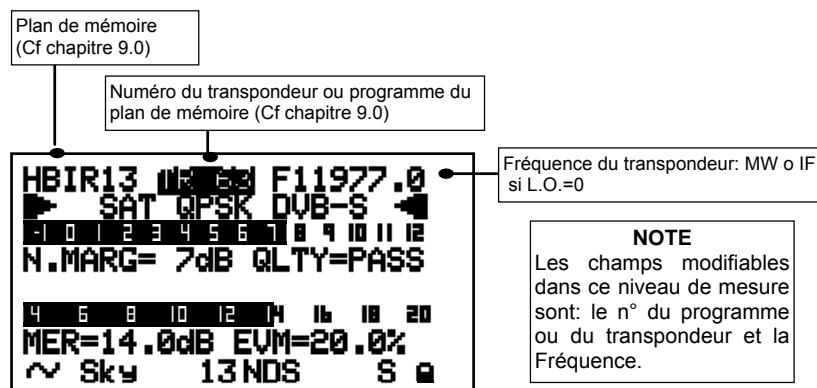 Plan de mémoire
(Cf chapitre 9.0)
Numéro du transpondeur ou programme du
plan de mémoire (Cf chapitre 9.0)
HBIR13 F11977.0
SAT QPSK DVB-S
-1 0 1 2 3 4 5 6 7 8 9 10 11 12
N.MARG= 7dB QLTY=PASS
4 6 8 10 12 14 16 18 20
MER=14.0dB EVM=20.0%
Sky 13 NDS S
Fréquence du transpondeur: MW o IF
si L.O.=0
NOTE
Les champs modifiables
dans ce niveau de mesure
sont: le n° du programme
ou du transpondeur et la
Fréquence.